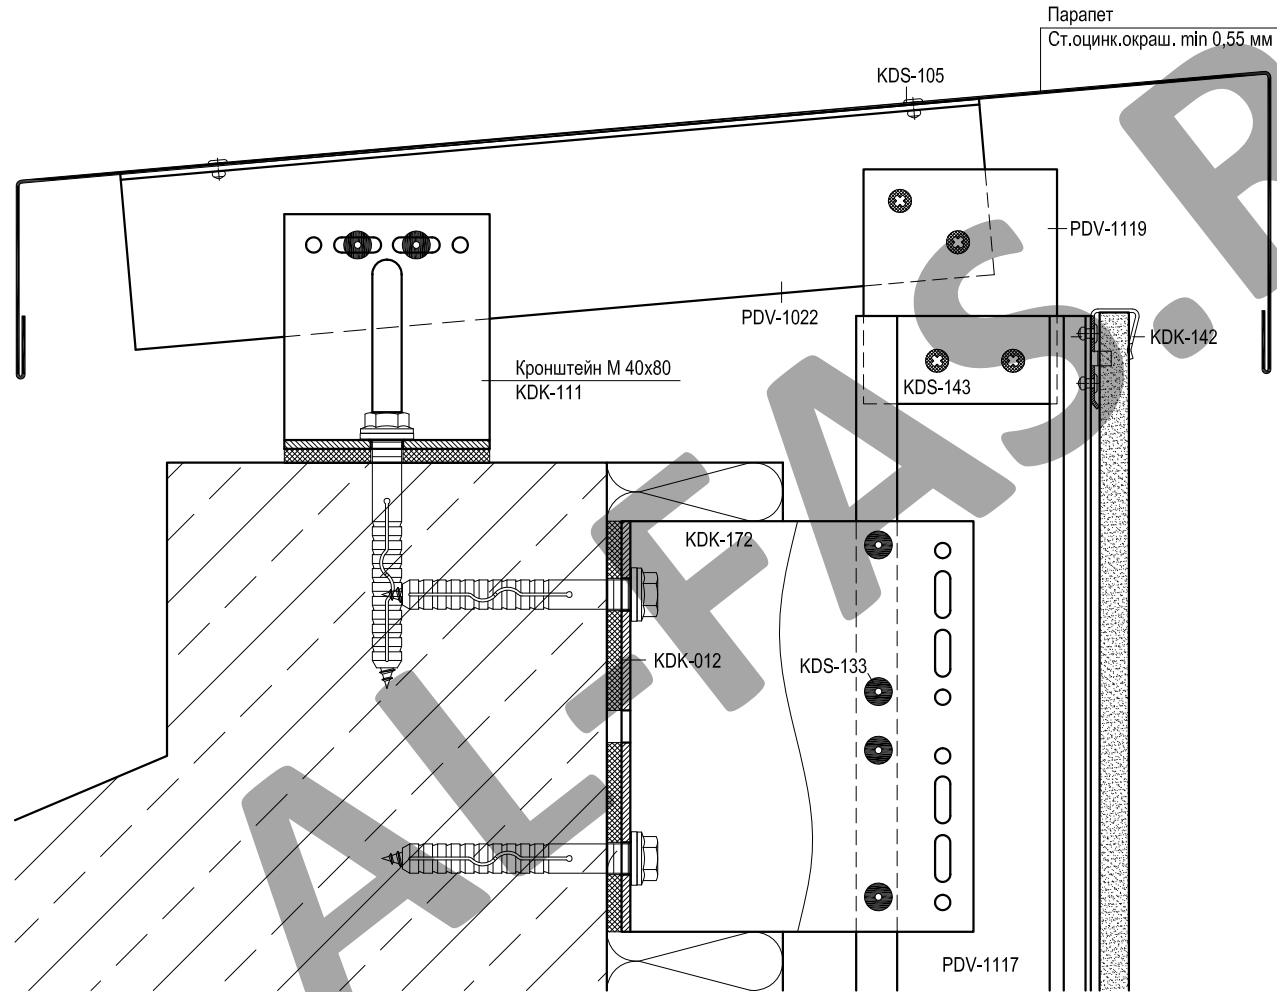 Парапет
Ст.оцинк.окраш. min 0,55 мм
KDS-105
PDV-1119
PDV-1022
KDK-142
Кронштейн М 40x80
KDK-111
KDS-143
KDK-172
KDK-012
KDS-133
PDV-1117
AL-FAS.R